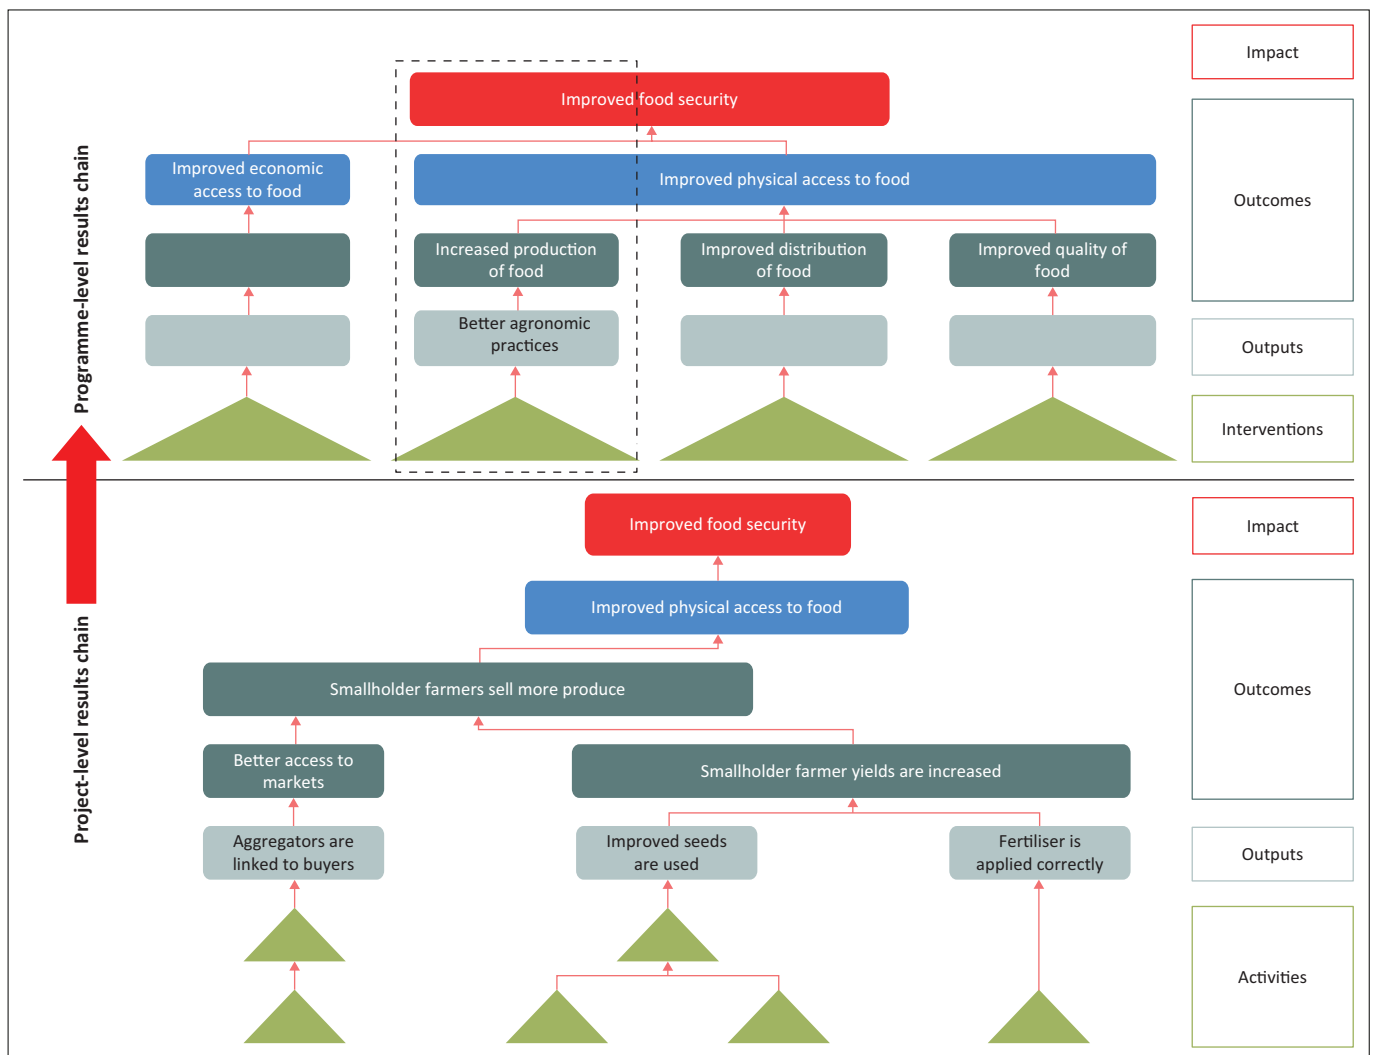 Programme-level results chain
Improved food security
Impact
Improved economic
access to food
Improved physical access to food
Outcomes
Increased production
of food
Improved distribution
of food
Improved quality of
food
Better agronomic
practices
Outputs
Interventions
Project-level results chain
Improved food security
Impact
Improved physical access to food
Outcomes
Smallholder farmers sell more produce
Better access to
markets
Smallholder farmer yields are increased
Aggregators are
linked to buyers
Improved seeds
are used
Fertiliser is
applied correctly
Outputs
Activities